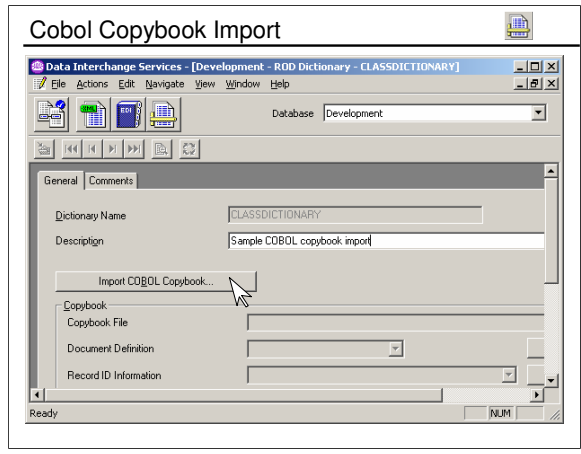 Cobol Copybook Import
Data Interchange Services - [Development - ROD Dictionary - CLASSDICTIONARY]
File Actions Edit Navigate View Window Help
EDI
Database Development
General Comments
Dictionary Name CLASSDICTIONARY
Description Sample COBOL copybook import
Import COBOL Copybook...
Copybook
Copybook File
Document Definition
Record ID Information
Ready NUM